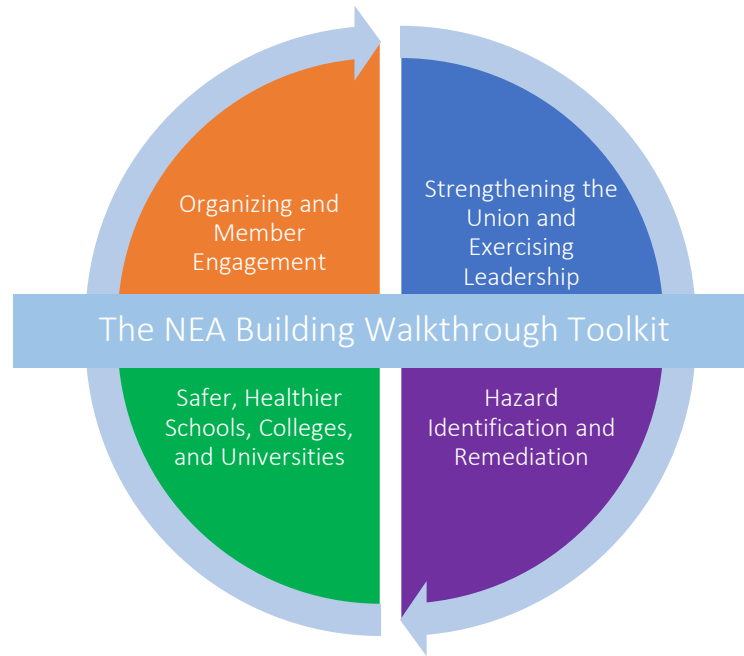 Organizing and
Member
Engagement
Strengthening the
Union and
Exercising
Leadership
The NEA Building Walkthrough Toolkit
Safer, Healthier
Schools, Colleges,
and Universities
Hazard
Identification and
Remediation